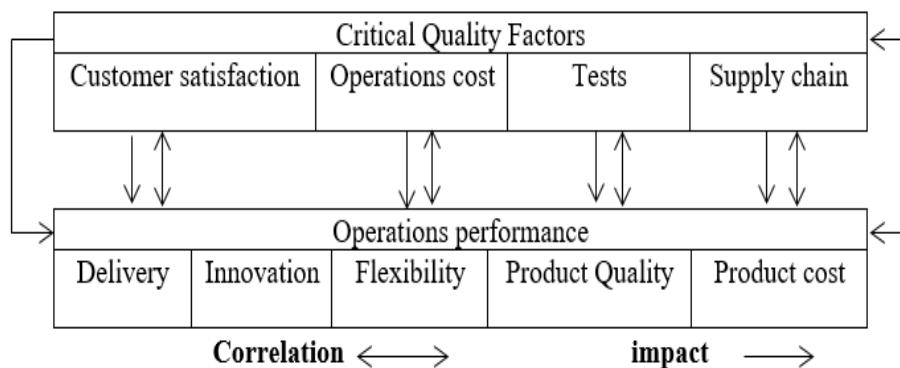 Critical Quality Factors
Customer satisfaction Operations cost Tests Supply chain
Operations performance
Delivery Innovation Flexibility Product Quality Product cost
Correlation impact